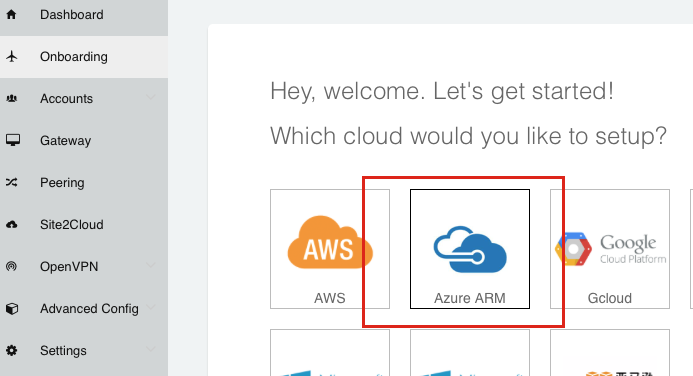 Dashboard
Onboarding
Accounts
Gateway
Peering
Site2Cloud
OpenVPN
Advanced Config
Settings
Hey, welcome. Let's get started!
Which cloud would you like to setup?
AWS
Google
Cloud Platform
AWS
Azure ARM
Gcloud